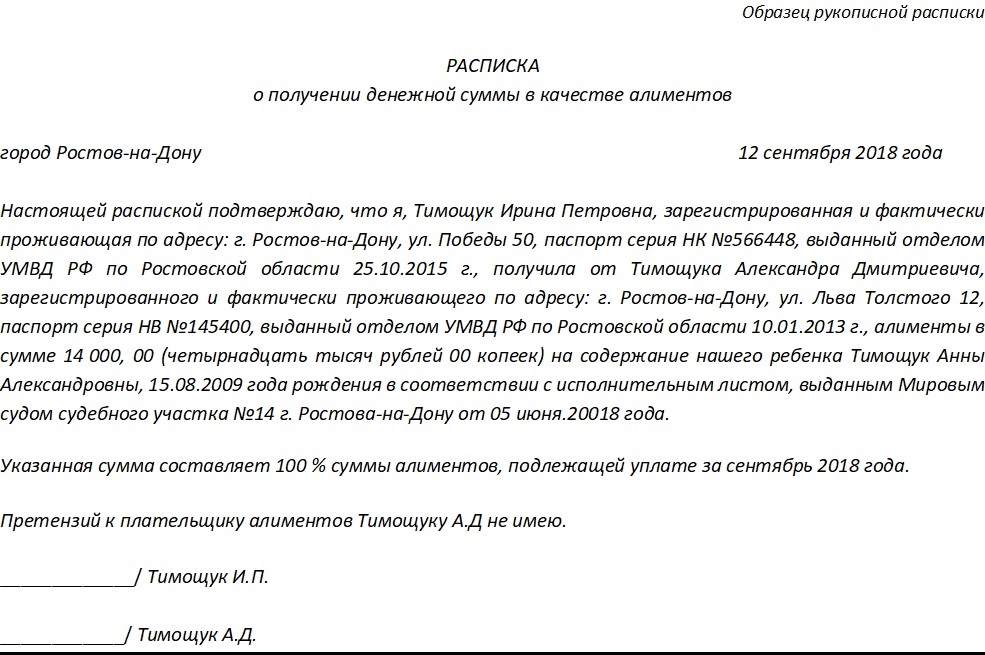 Образец рукописной расписки
РАСПИСКА
о получении денежной суммы в качестве алиментов
город Ростов-на-Дону 12 сентября 2018 года
Настоящей распиской подтверждаю, что я, Тимощук Ирина Петровна, зарегистрированная и фактически
проживающая по адресу: г. Ростов-на-Дону, ул. Победы 50, паспорт серия НК №566448, выданный отделом
УМВД РФ по Ростовской области 25.10.2015 г., получила от Тимощука Александра Дмитриевича,
зарегистрированного и фактически проживающего по адресу: г. Ростов-на-Дону, ул. Льва Толстого 12,
паспорт серия НВ №145400, выданный отделом УМВД РФ по Ростовской области 10.01.2013 г., алименты в
сумме 14 000, 00 (четырнадцать тысяч рублей 00 копеек) на содержание нашего ребенка Тимощук Анны
Александровны, 15.08.2009 года рождения в соответствии с исполнительным листом, выданным Мировым
судом судебного участка №14 г. Ростова-на-Дону от 05 июня.20018 года.
Указанная сумма составляет 100 % суммы алиментов, подлежащей уплате за сентябрь 2018 года.
Претензий к плательщику алиментов Тимощуку А.Д не имею.
_____________/ Тимощук И.П.
____________/ Тимощук А.Д.